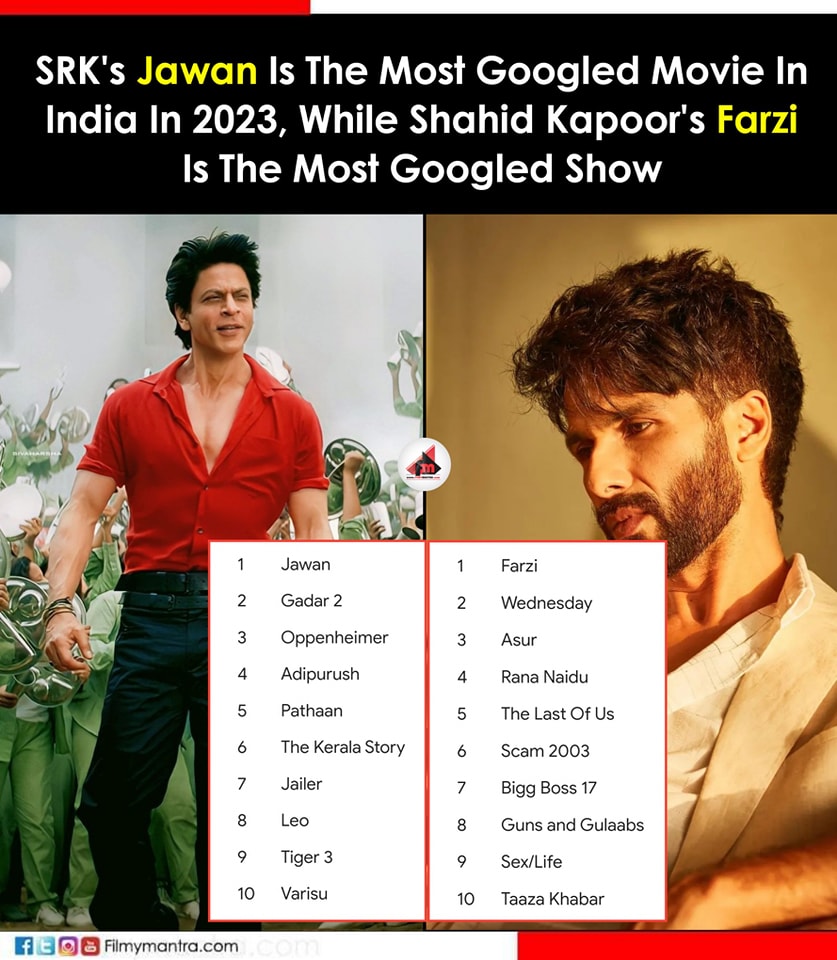 SRK's Jawan Is The Most Googled Movie In
India In 2023, While Shahid Kapoor's Farzi
Is The Most Googled Show
1 Jawan
2 Gadar 2
3 Oppenheimer
4 Adipurush
5 Pathaan
6 The Kerala Story
7 Jailer
8 Leo
9 Tiger 3
10 Varisu
1 Farzi
2 Wednesday
3 Asur
4 Rana Naidu
5 The Last Of Us
6 Scam 2003
7 Bigg Boss 17
8 Guns and Gulaabs
9 Sex/Life
10 Taaza Khabar
Filmymantra.com